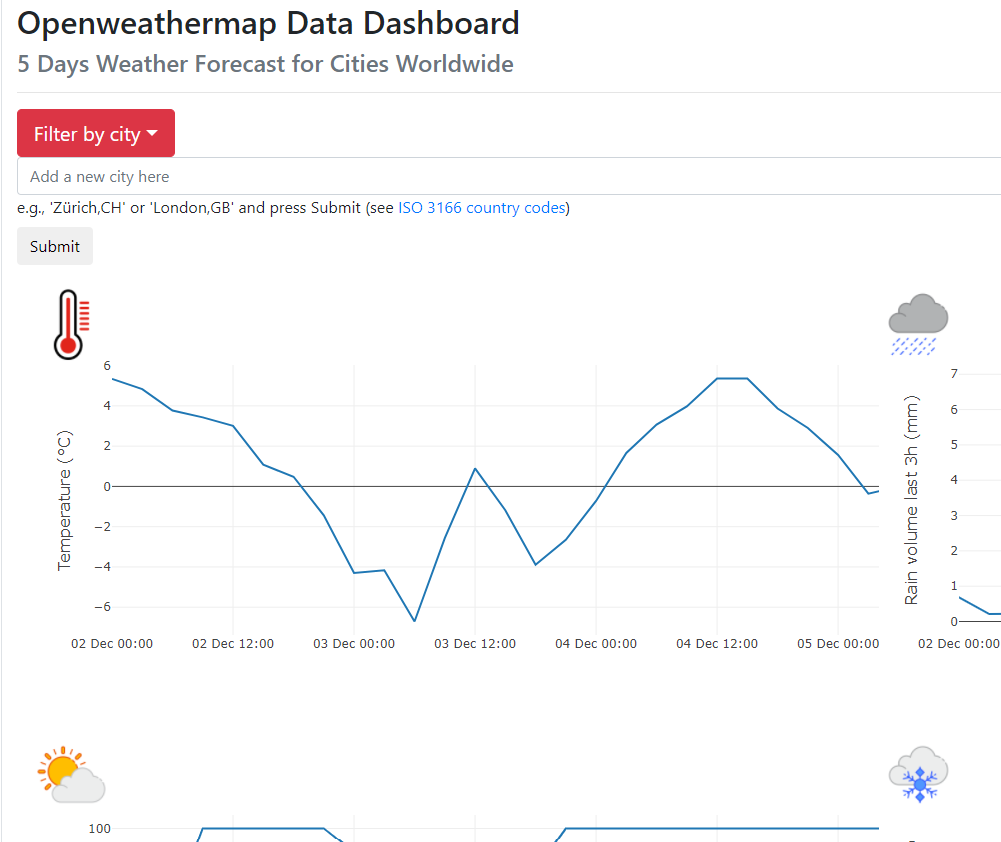 Openweathermap Data Dashboard
5 Days Weather Forecast for Cities Worldwide
Filter by city
Add a new city here
e.g., 'Zürich,CH' or 'London,GB' and press Submit (see ISO 3166 country codes)
Submit
6
4
2
0
−2
−4
−6
Temperature (°C)
02 Dec 00:00 02 Dec 12:00 03 Dec 00:00 03 Dec 12:00 04 Dec 00:00 04 Dec 12:00 05 Dec 00:00
7
6
5
4
3
2
1
0
Rain volume last 3h (mm)
02 Dec 00:00
100